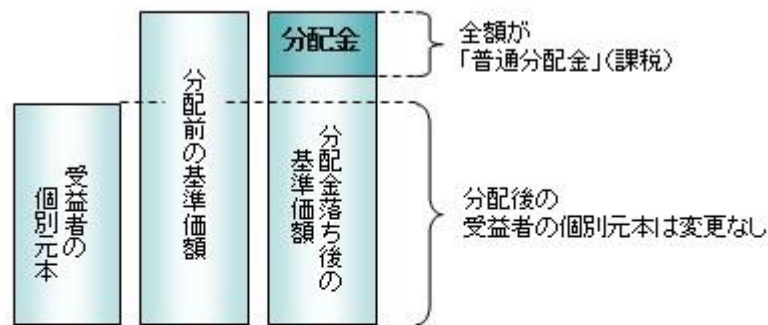 受益者の
個別元本
分配前の基準価額
分配金
分配金落ち後の
基準価額
全額が
「普通分配金」(課税)
分配後の
受益者の個別元本は変更なし